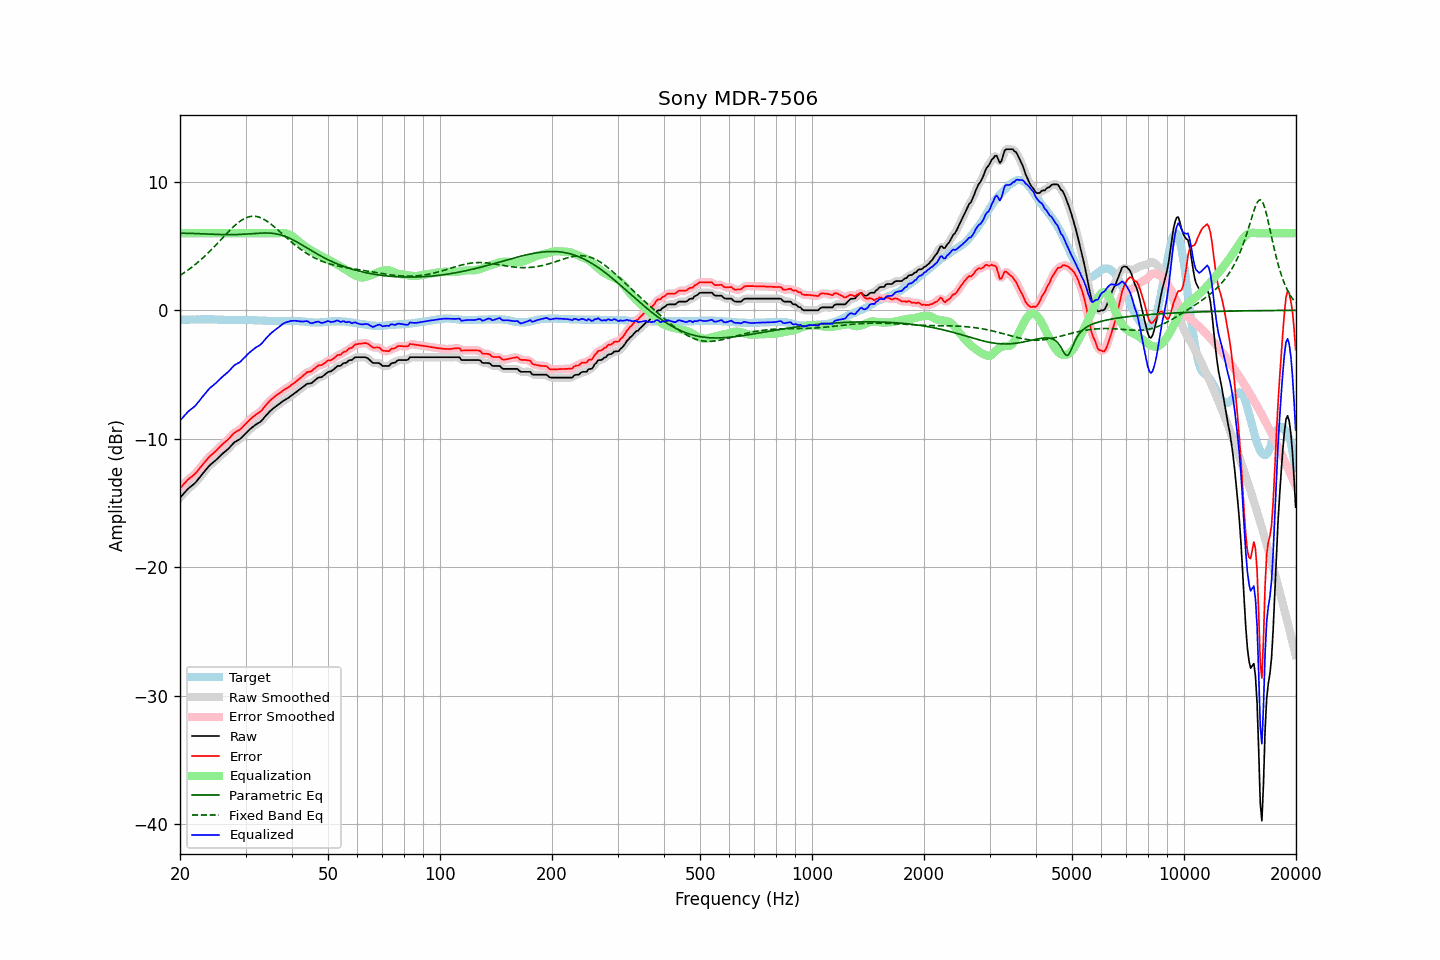 Sony MDR-7506
Amplitude (dBr)
10
0
−10
−20
−30
−40
Target
Raw Smoothed
Error Smoothed
Raw
Error
Equalization
Parametric Eq
Fixed Band Eq
Equalized
20 50 100 200 500 1000 2000 5000 10000 20000
Frequency (Hz)